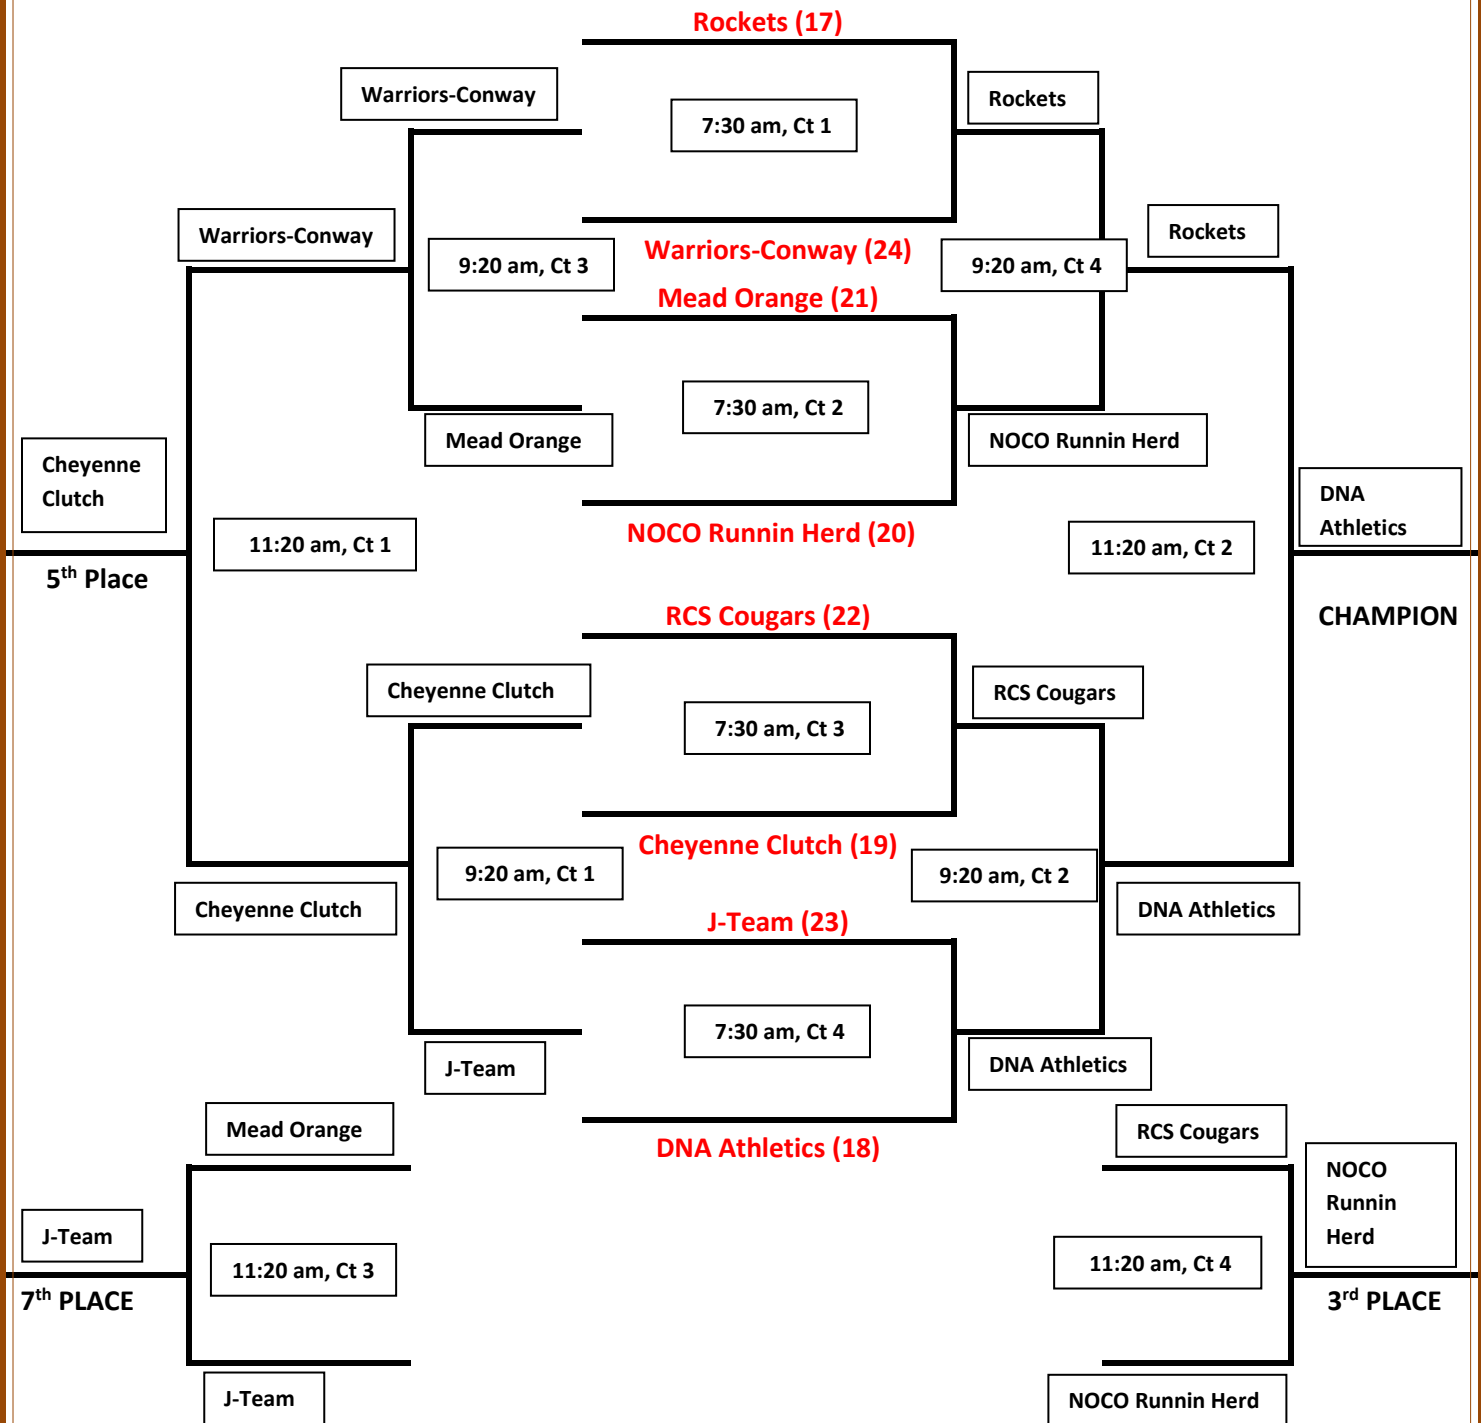 Rockets (17)
Warriors-Conway
7:30 am, Ct 1
Rockets
Warriors-Conway
9:20 am, Ct 3
Warriors-Conway (24)
9:20 am, Ct 4
Rockets
Mead Orange (21)
7:30 am, Ct 2
Mead Orange
NOCO Runnin Herd
Cheyenne
Clutch
DNA
Athletics
11:20 am, Ct 1
NOCO Runnin Herd (20)
11:20 am, Ct 2
5th Place
CHAMPION
RCS Cougars (22)
Cheyenne Clutch
7:30 am, Ct 3
RCS Cougars
Cheyenne Clutch (19)
9:20 am, Ct 1
9:20 am, Ct 2
Cheyenne Clutch
J-Team (23)
DNA Athletics
7:30 am, Ct 4
J-Team
DNA Athletics
Mead Orange
DNA Athletics (18)
RCS Cougars
NOCO
Runnin
Herd
J-Team
11:20 am, Ct 3
11:20 am, Ct 4
7th PLACE
3rd PLACE
J-Team
NOCO Runnin Herd